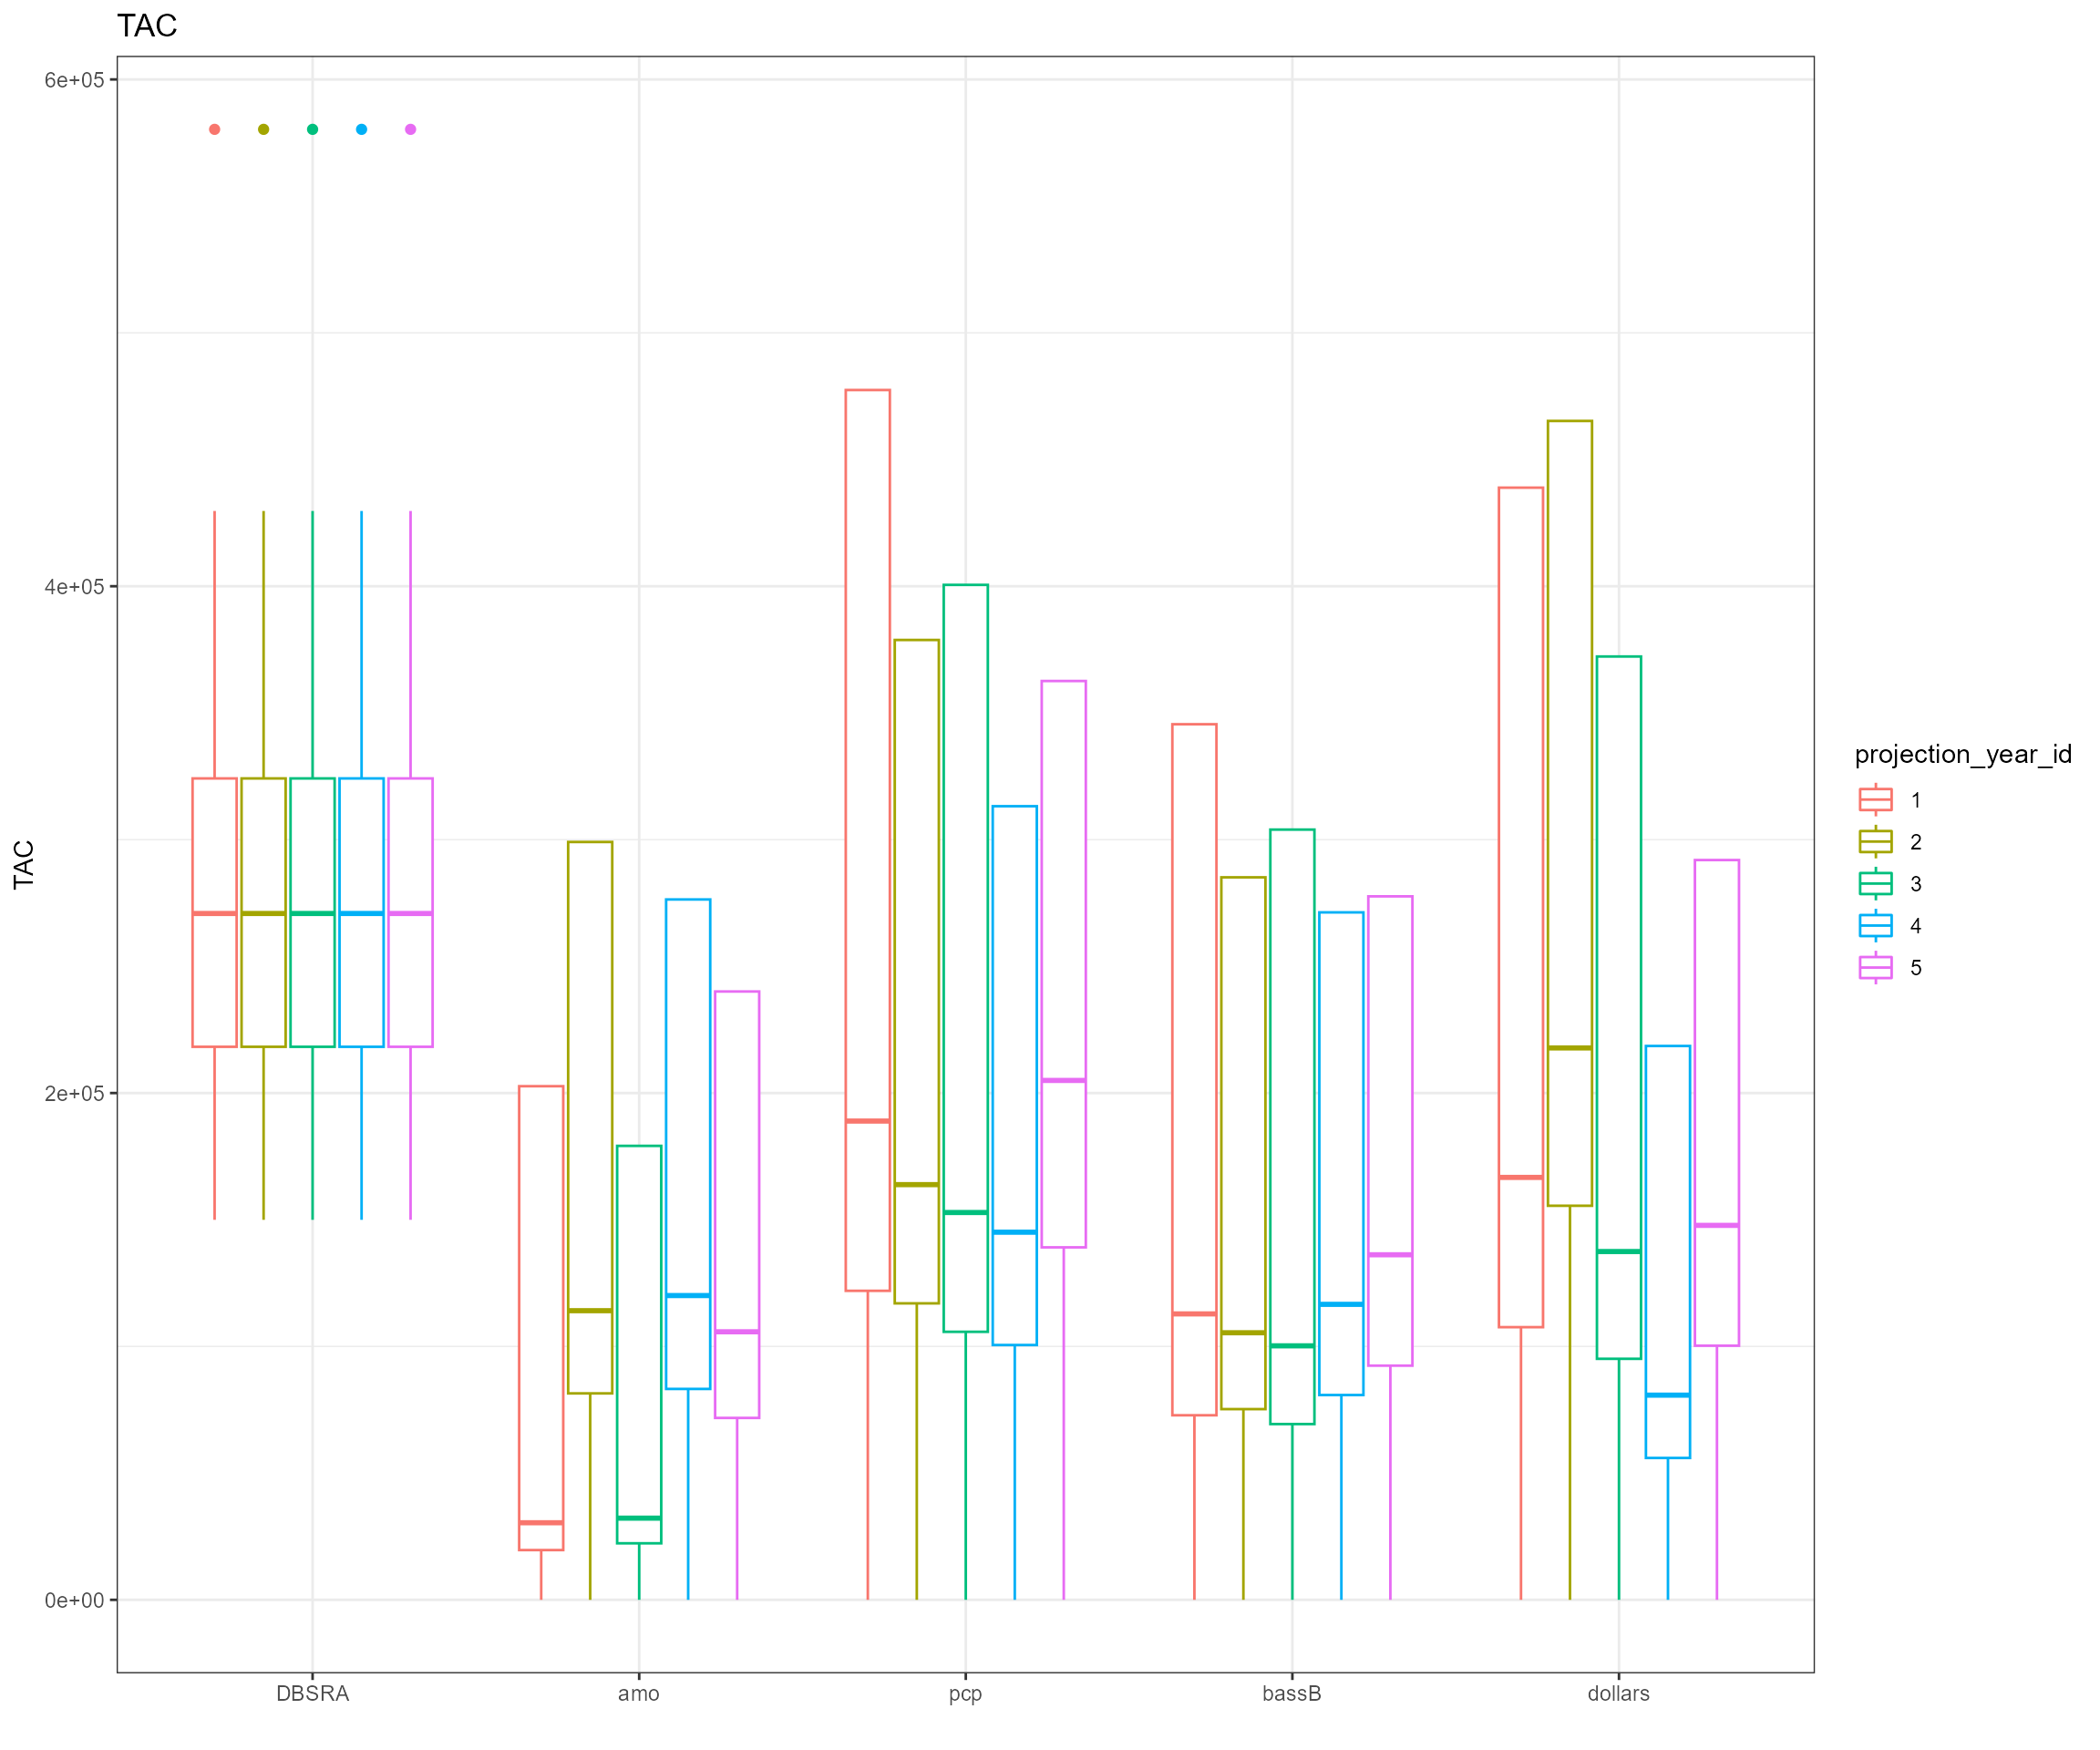 TAC
6e+05
4e+05
2e+05
0e+00
TAC
DBSRA amo pcp bassB dollars
projection_year_id
1
2
3
4
5